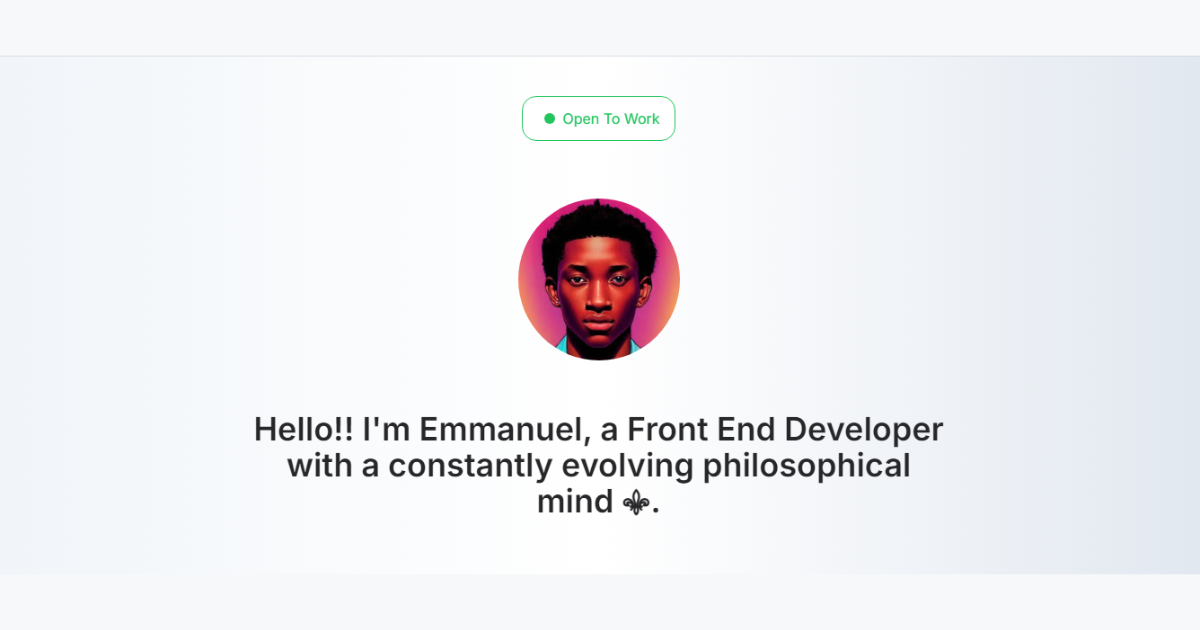 Open To Work
Hello!! I'm Emmanuel, a Front End Developer
with a constantly evolving philosophical
mind ⚜.